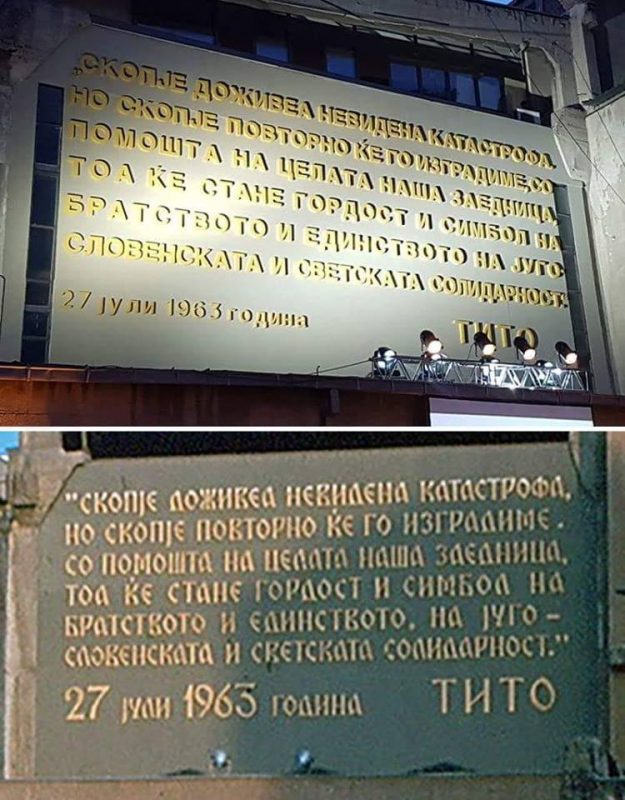 „СКОПЈЕ ДОЖИВЕА НЕВИДЕНА КАТАСТРОФА.
НО СКОПЈЕ ПОВТОРНО ЌЕ ГО ИЗГРАДИМЕ,СО
ПОМОШТА НА ЦЕЛАТА НАША ЗАЕДНИЦА,
ТОА ЌЕ СТАНЕ ГОРДОСТ И СИМБОЛ НА
БРАТСТВОТО И ЕДИНСТВОТО НА ЈУГО
СЛОВЕНСКАТА И СВЕТСКАТА СОЛИДАРНОСТ."
27 јули 1963 година ТИТО
"СКОПЈЕ ДОЖИВЕА НЕВИДЕНА КАТАСТРОФА,
НО СКОПЈЕ ПОВТОРНО ЌЕ ГО ИЗГРАДИМЕ.
СО ПОМОШТА НА ЦЕЛАТА НАША ЗАЕДНИЦА,
ТОА ЌЕ СТАНЕ ГОРДОСТ И СИМБОЛ НА
БРАТСТВОТО И ЕДИНСТВОТО, НА ЈУГО-
СЛОВЕНСКАТА И СВЕТСКАТА СОЛИДАРНОСТ."
27 јули 1963 година ТИТО